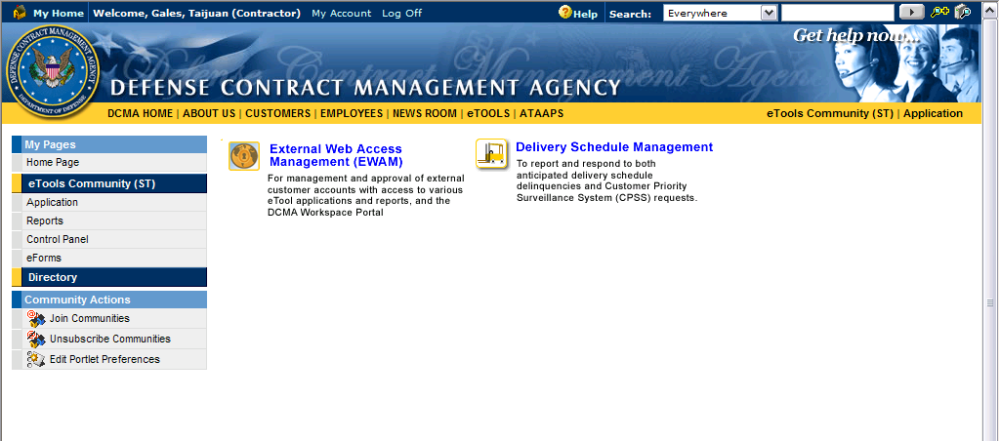 My Home Welcome, Gales, Taijuan (Contractor) My Account Log Off Help Search: Everywhere
Get help now...
DEFENSE CONTRACT MANAGEMENT AGENCY
DEPARTMENT OF DEFENSE
DEFENSE CONTRACT MANAGEMENT AGENCY
DCMA HOME | ABOUT US | CUSTOMERS | EMPLOYEES | NEWS ROOM | eTOOLS | ATAAPS eTools Community (ST) | Application
My Pages
Home Page
eTools Community (ST)
Application
Reports
Control Panel
eForms
Directory
Community Actions
Join Communities
Unsubscribe Communities
Edit Portlet Preferences
External Web Access
Management (EWAM)
For management and approval of external
customer accounts with access to various
eTool applications and reports, and the
DCMA Workspace Portal
Delivery Schedule Management
To report and respond to both
anticipated delivery schedule
delinquencies and Customer Priority
Surveillance System (CPSS) requests.